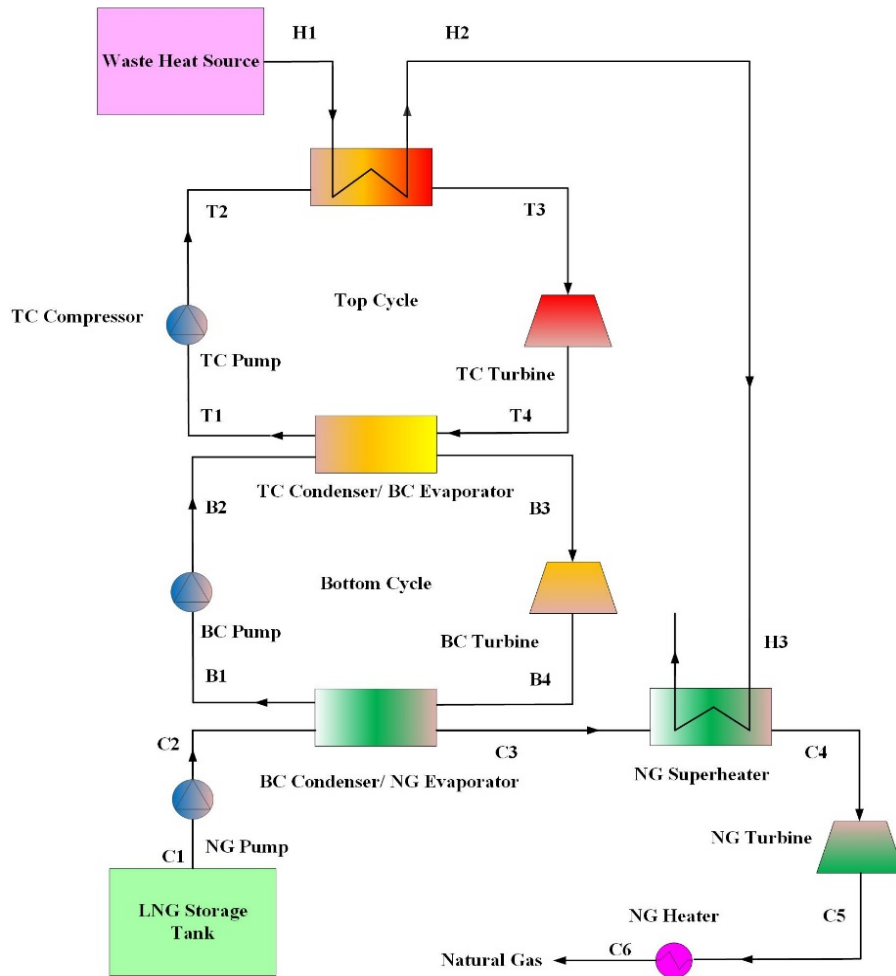 H1
H2
Waste Heat Source
T2
T3
TC Compressor
Top Cycle
TC Pump
TC Turbine
T1
T4
TC Condenser/ BC Evaporator
B2
B3
Bottom Cycle
BC Pump
BC Turbine
H3
B1
B4
C2
C3
C4
BC Condenser/ NG Evaporator
NG Superheater
NG Pump
NG Turbine
C1
LNG Storage
Tank
NG Heater
C5
C6
Natural Gas